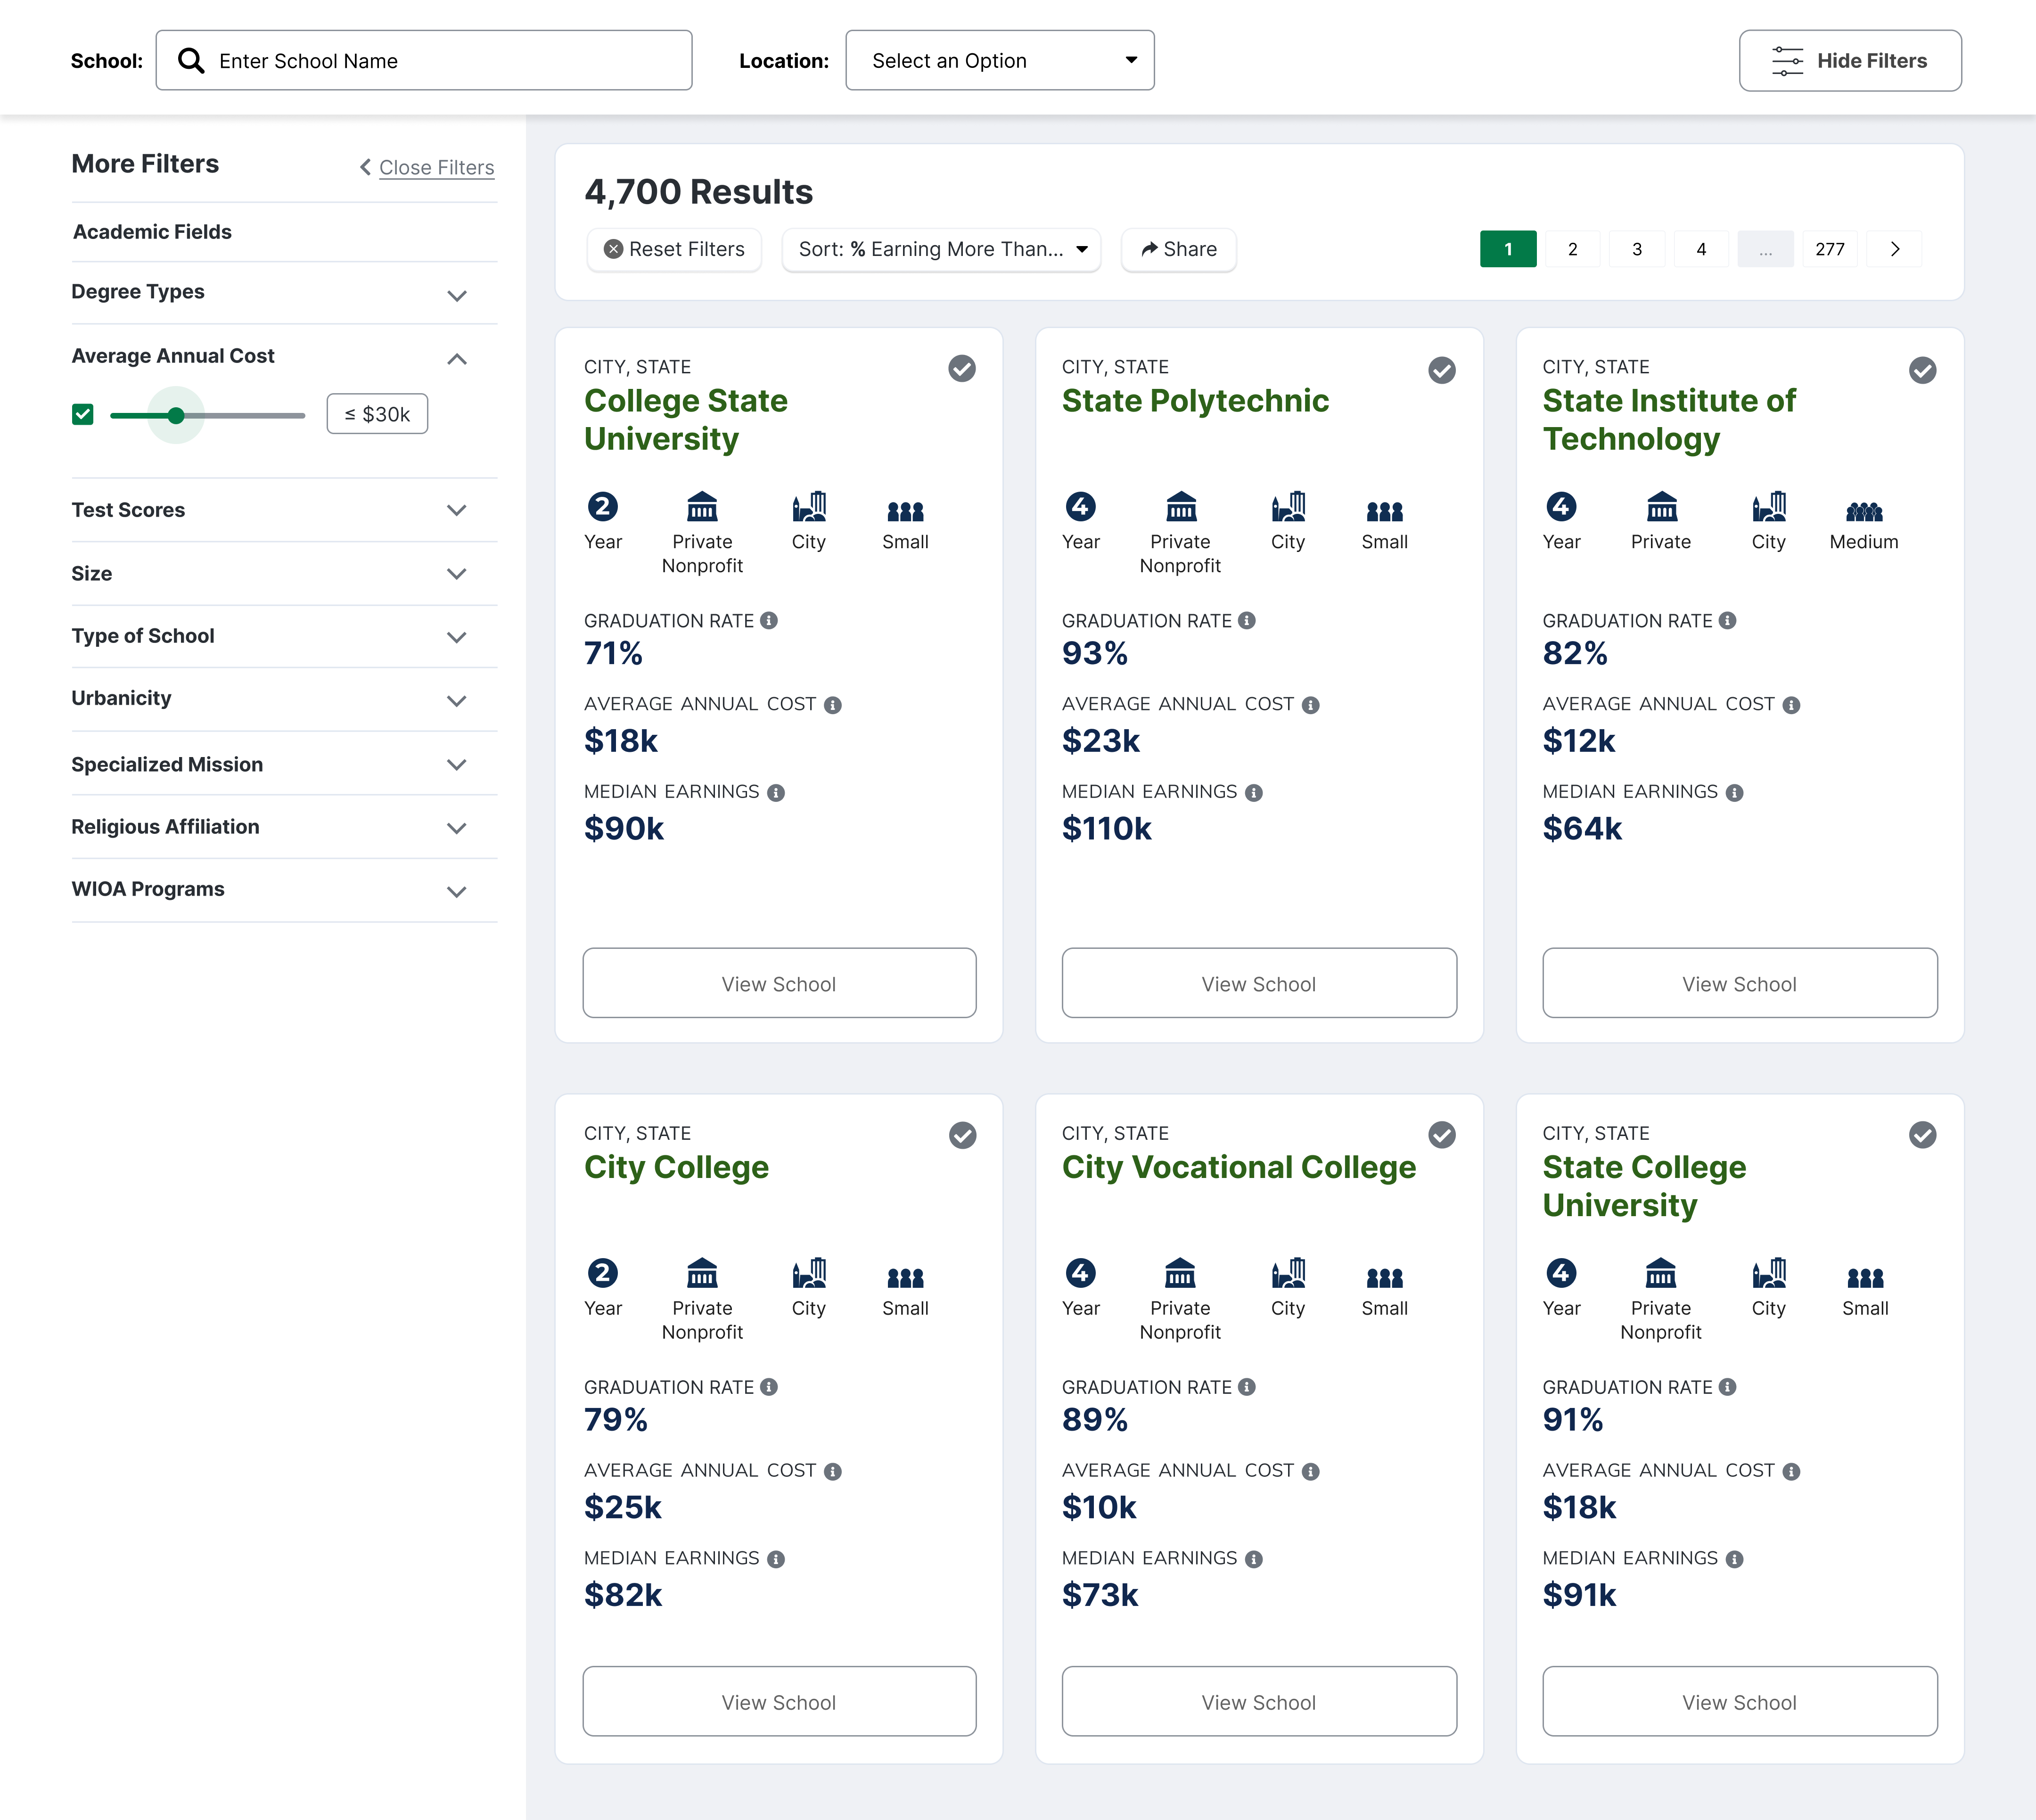 School:
Enter School Name
Location:
Select an Option
Hide Filters
More Filters
Close Filters
Academic Fields
Degree Types
Average Annual Cost
≤ $30k
Test Scores
Size
Type of School
Urbanicity
Specialized Mission
Religious Affiliation
WIOA Programs
4,700 Results
Reset Filters
Sort: % Earning More Than...
Share
1 2 3 4 ... 277
CITY, STATE
College State
University
2
Year
Private
Nonprofit
City
Small
GRADUATION RATE
71%
AVERAGE ANNUAL COST
$18k
MEDIAN EARNINGS
$90k
View School
CITY, STATE
State Polytechnic
4
Year
Private
Nonprofit
City
Small
GRADUATION RATE
93%
AVERAGE ANNUAL COST
$23k
MEDIAN EARNINGS
$110k
View School
CITY, STATE
State Institute of
Technology
4
Year
Private
City
Medium
GRADUATION RATE
82%
AVERAGE ANNUAL COST
$12k
MEDIAN EARNINGS
$64k
View School
CITY, STATE
City College
2
Year
Private
Nonprofit
City
Small
GRADUATION RATE
79%
AVERAGE ANNUAL COST
$25k
MEDIAN EARNINGS
$82k
View School
CITY, STATE
City Vocational College
4
Year
Private
Nonprofit
City
Small
GRADUATION RATE
89%
AVERAGE ANNUAL COST
$10k
MEDIAN EARNINGS
$73k
View School
CITY, STATE
State College
University
4
Year
Private
Nonprofit
City
Small
GRADUATION RATE
91%
AVERAGE ANNUAL COST
$18k
MEDIAN EARNINGS
$91k
View School